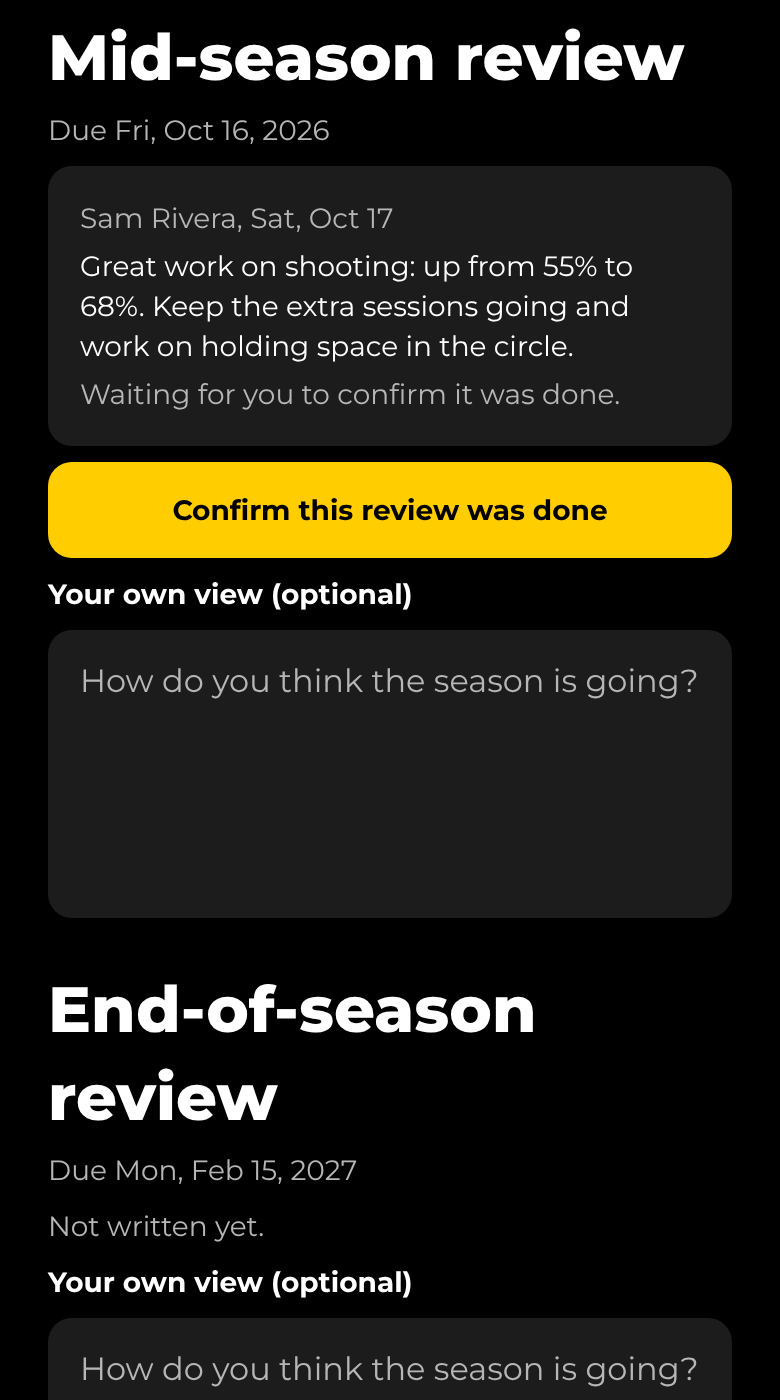 Mid-season review
Due Fri, Oct 16, 2026
Sam Rivera, Sat, Oct 17
Great work on shooting: up from 55% to
68%. Keep the extra sessions going and
work on holding space in the circle.
Waiting for you to confirm it was done.
Confirm this review was done
Your own view (optional)
How do you think the season is going?
End-of-season
review
Due Mon, Feb 15, 2027
Not written yet.
Your own view (optional)
How do you think the season is going?